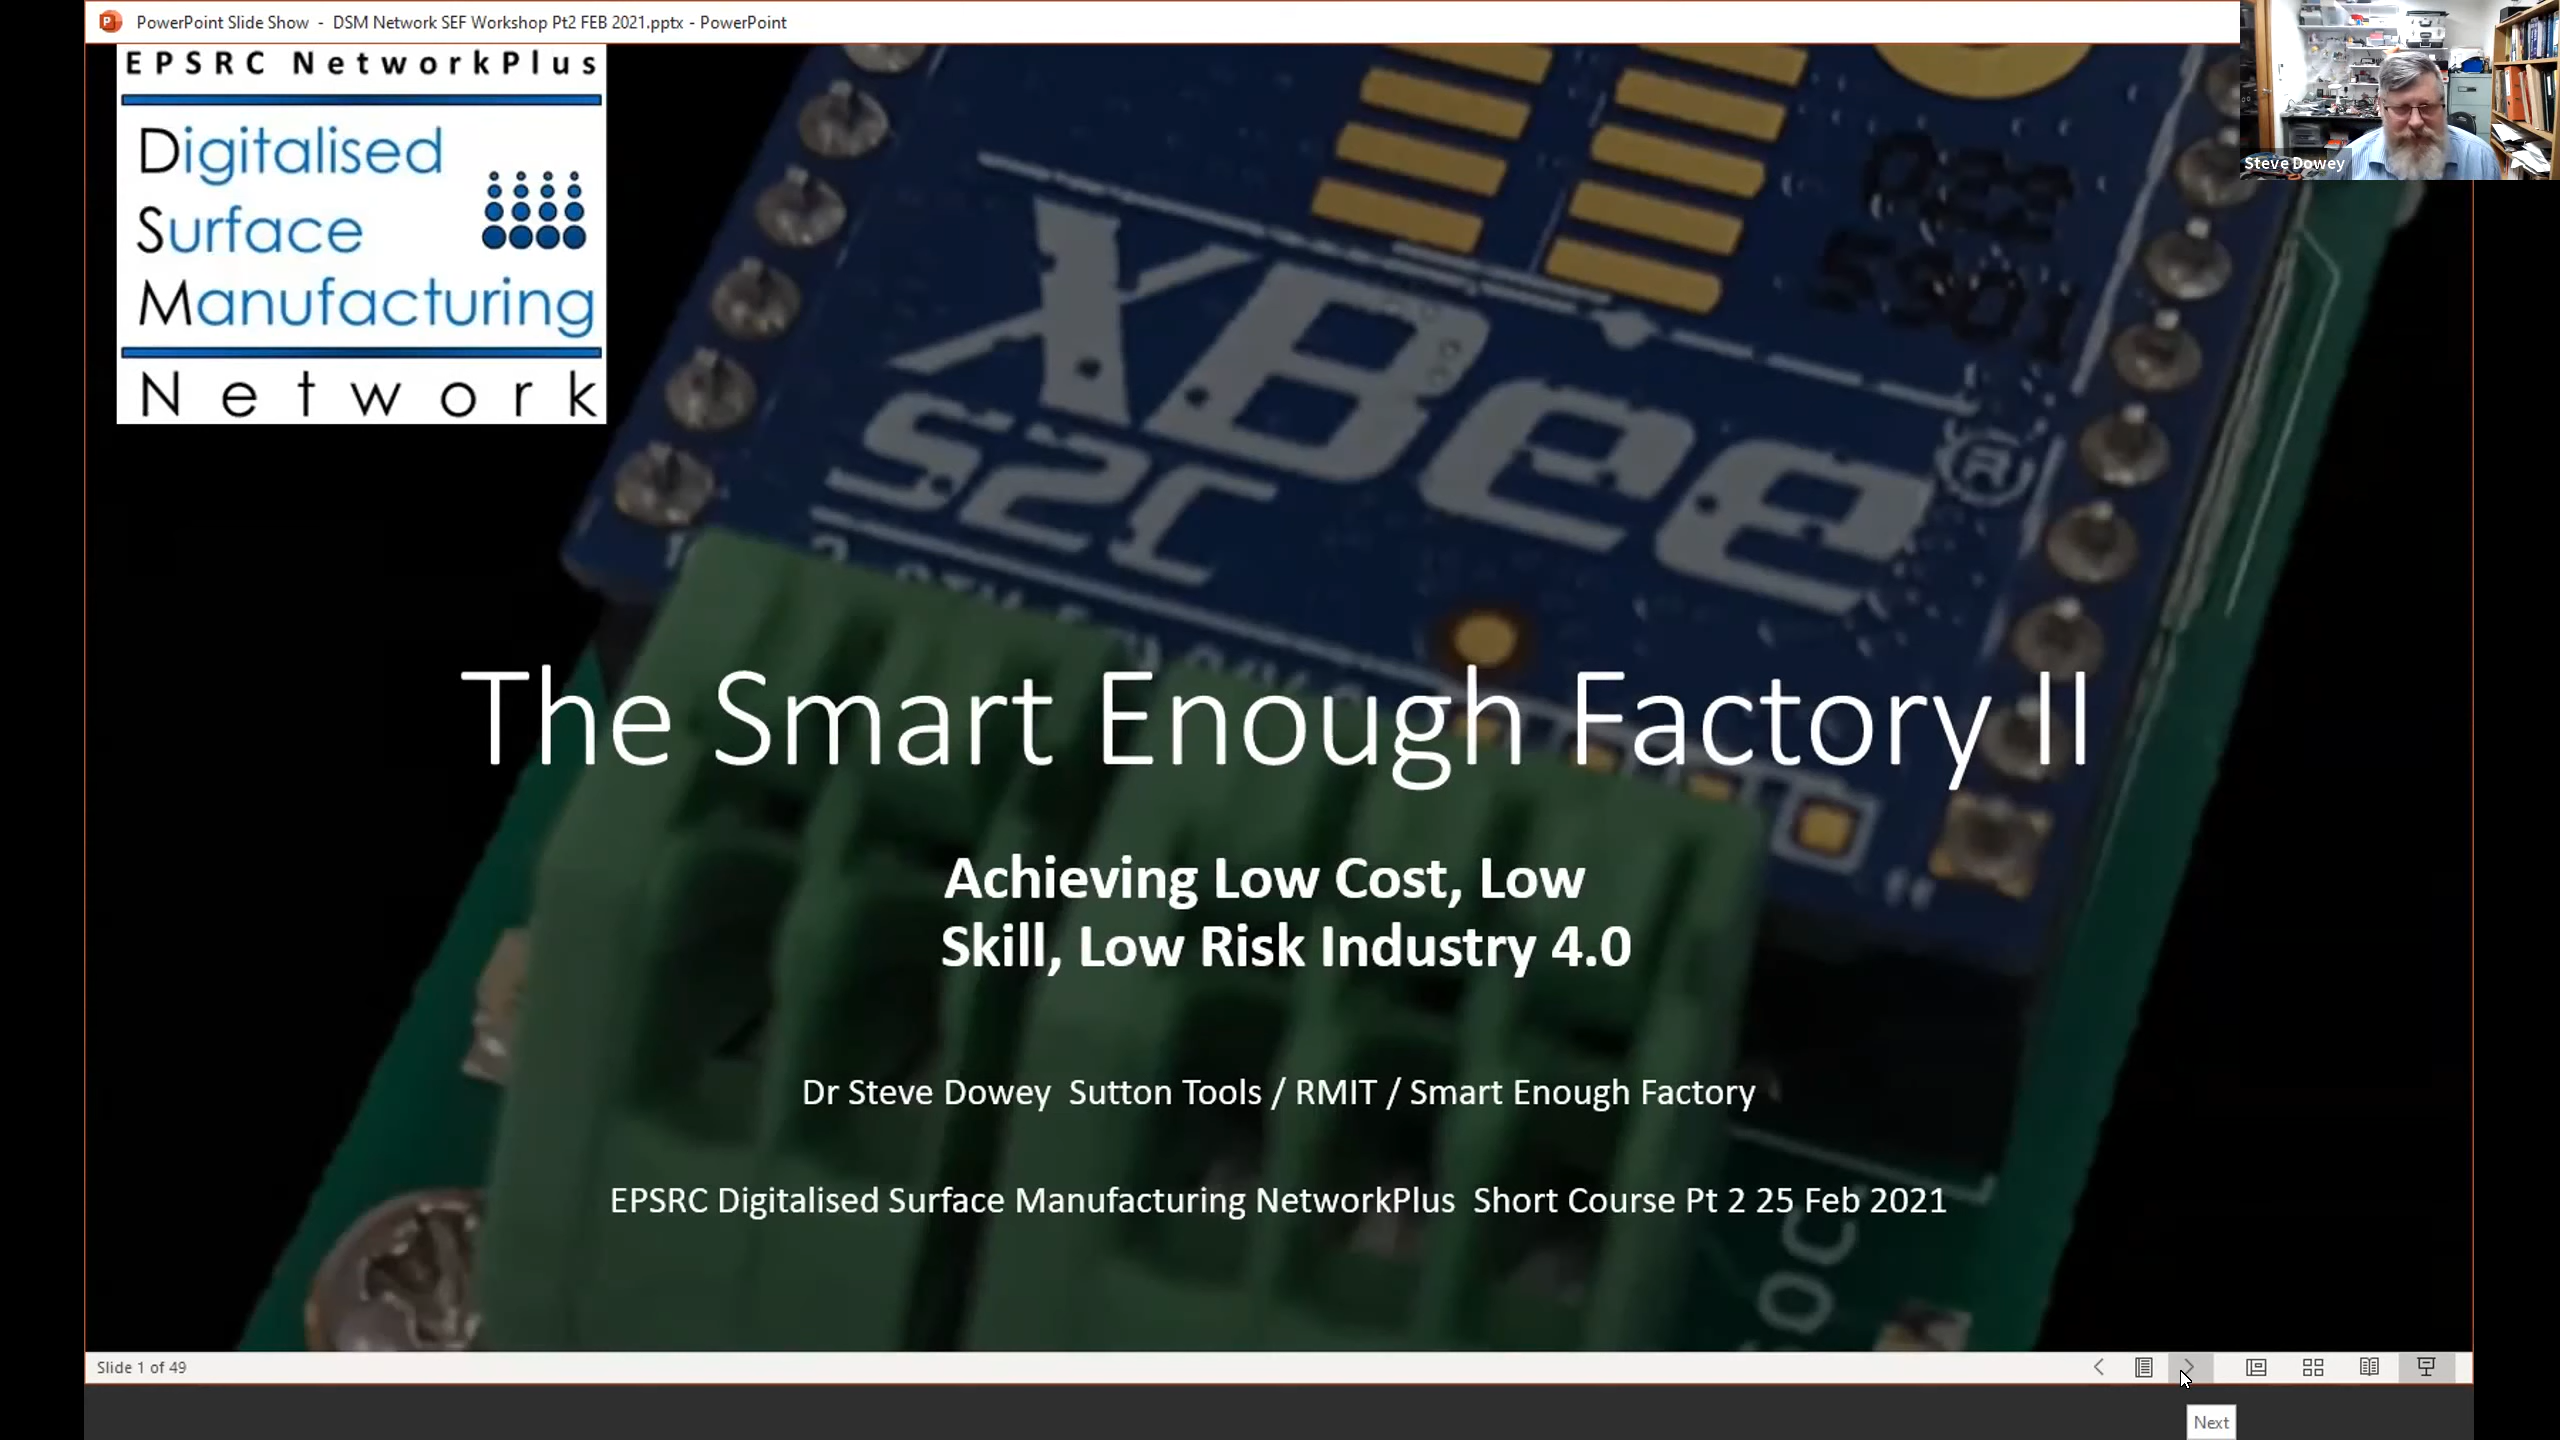 PowerPoint Slide Show - DSM Network SEF Workshop Pt2 FEB 2021.pptx - PowerPoint
EPSRC NetworkPlus
Digitalised
Surface
Manufacturing
Network
Steve Dowey
XBee®
S2C
The Smart Enough Factory II
Achieving Low Cost, Low
Skill, Low Risk Industry 4.0
Dr Steve Dowey Sutton Tools / RMIT / Smart Enough Factory
EPSRC Digitalised Surface Manufacturing NetworkPlus Short Course Pt 2 25 Feb 2021
Slide 1 of 49
Next